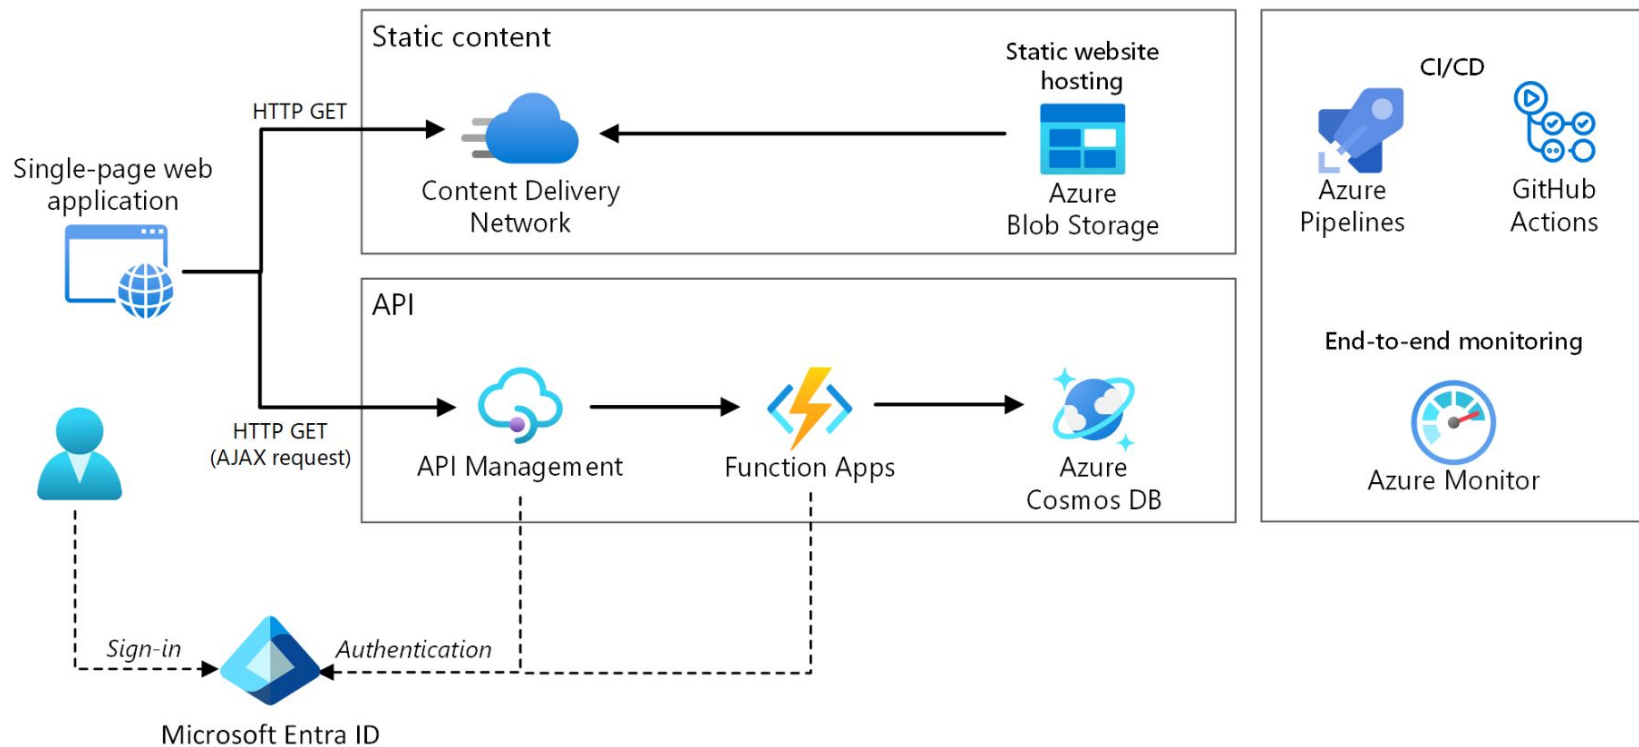 Static content
Static website
hosting
HTTP GET
Content Delivery
Network
Azure
Blob Storage
Single-page web
application
API
HTTP GET
(AJAX request)
API Management
Function Apps
Azure
Cosmos DB
CI/CD
Azure
Pipelines
GitHub
Actions
End-to-end monitoring
Azure Monitor
Sign-in
Authentication
Microsoft Entra ID